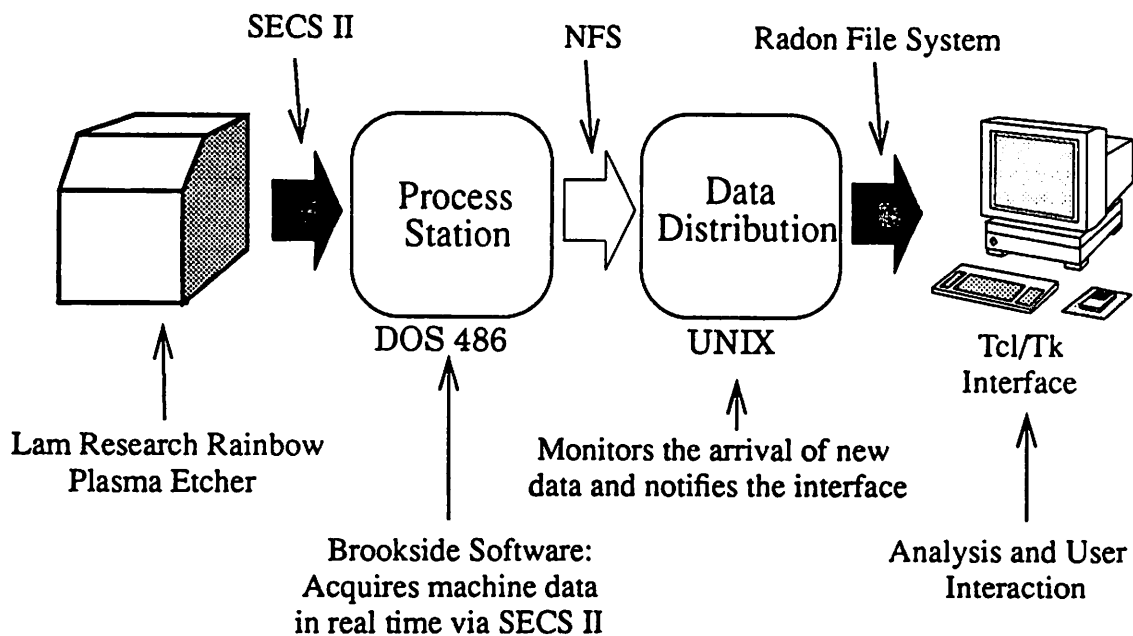 SECS II
NFS
Radon File System
Process
Station
Data
Distribution
DOS 486
UNIX
Tcl/Tk
Interface
Lam Research Rainbow
Plasma Etcher
Monitors the arrival of new
data and notifies the interface
Brookside Software:
Acquires machine data
in real time via SECS II
Analysis and User
Interaction